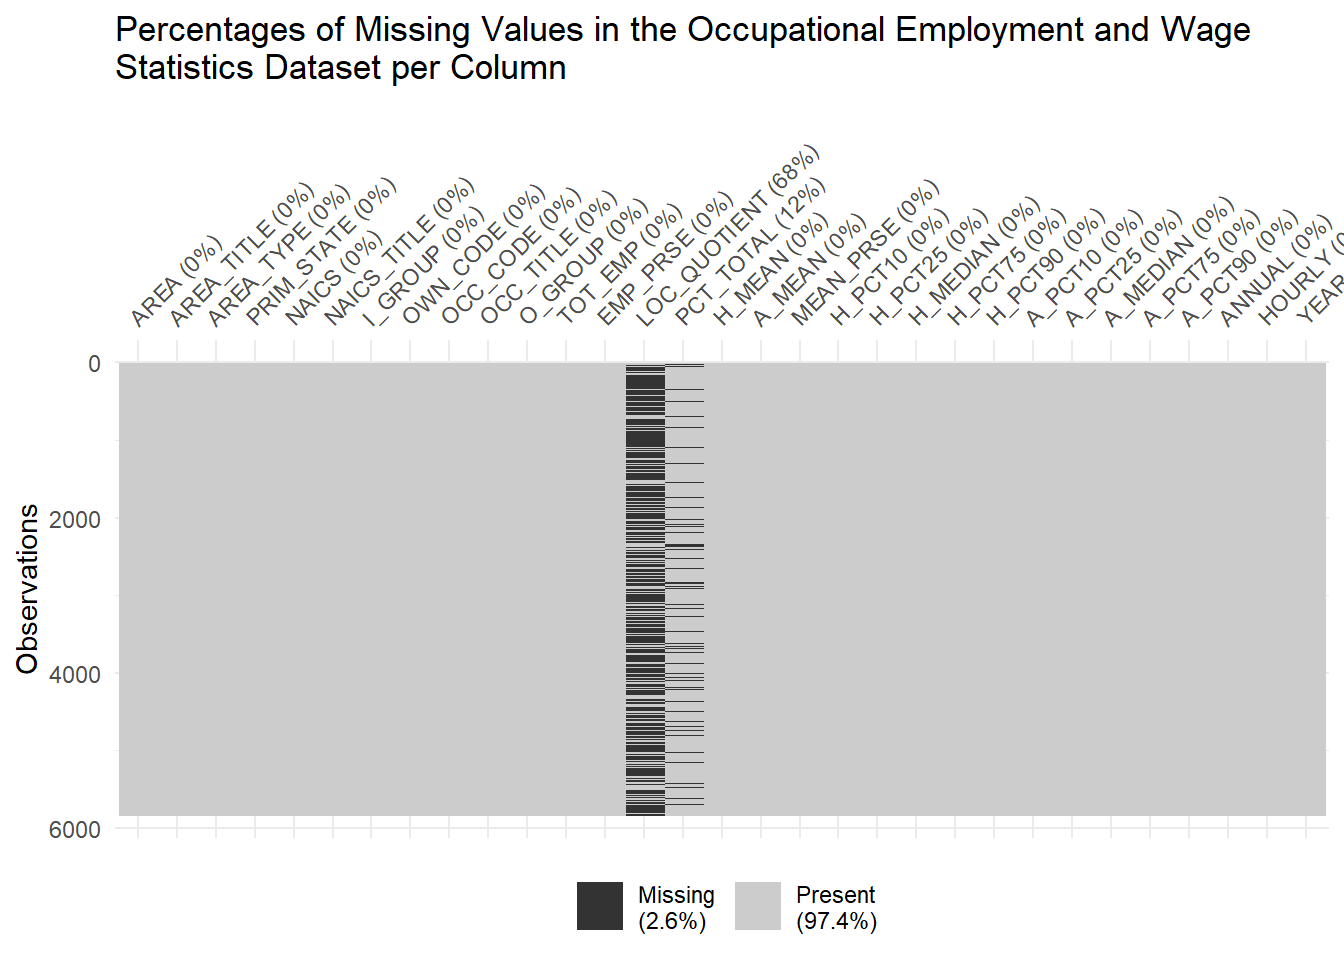 Percentages of Missing Values in the Occupational Employment and Wage
Statistics Dataset per Column
AREA (0%)
AREA_TITLE (0%)
AREA_TYPE (0%)
PRIM_STATE (0%)
NAICS (0%)
NAICS_TITLE (0%)
I_GROUP (0%)
OWN_CODE (0%)
OCC_CODE (0%)
OCC_TITLE (0%)
O_GROUP (0%)
TOT_EMP (0%)
EMP_PRSE (0%)
LOC_QUOTIENT (68%)
PCT_TOTAL (12%)
H_MEAN (0%)
A_MEAN (0%)
MEAN_PRSE (0%)
H_PCT10 (0%)
H_PCT25 (0%)
H_MEDIAN (0%)
H_PCT75 (0%)
H_PCT90 (0%)
A_PCT10 (0%)
A_PCT25 (0%)
A_MEDIAN (0%)
A_PCT75 (0%)
A_PCT90 (0%)
ANNUAL (0%)
HOURLY
YEAR
0
2000
4000
6000
Observations
Missing
(2.6%)
Present
(97.4%)